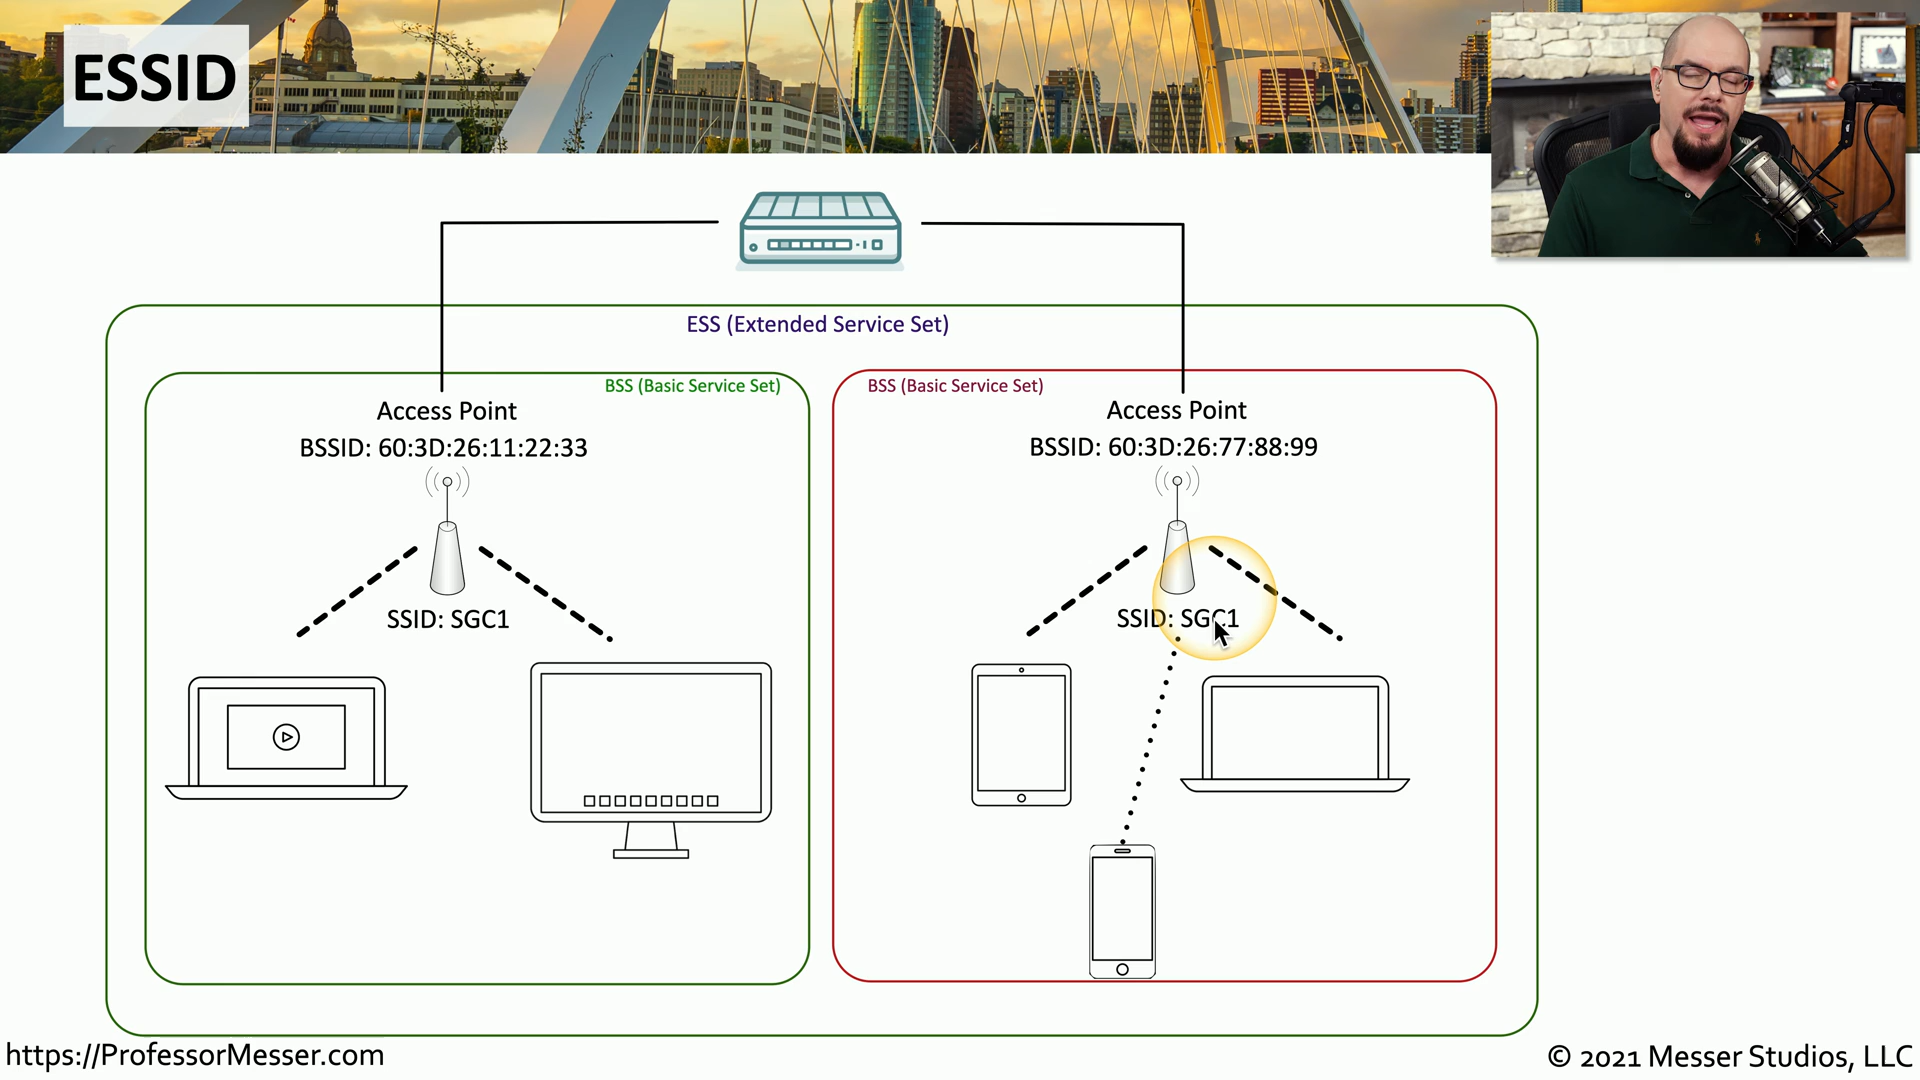 ESSID
ESS (Extended Service Set)
BSS (Basic Service Set)
Access Point
BSSID: 60:3D:26:11:22:33
SSID: SGC1
BSS (Basic Service Set)
Access Point
BSSID: 60:3D:26:77:88:99
SSID: SGC1
https://ProfessorMesser.com
© 2021 Messer Studios, LLC